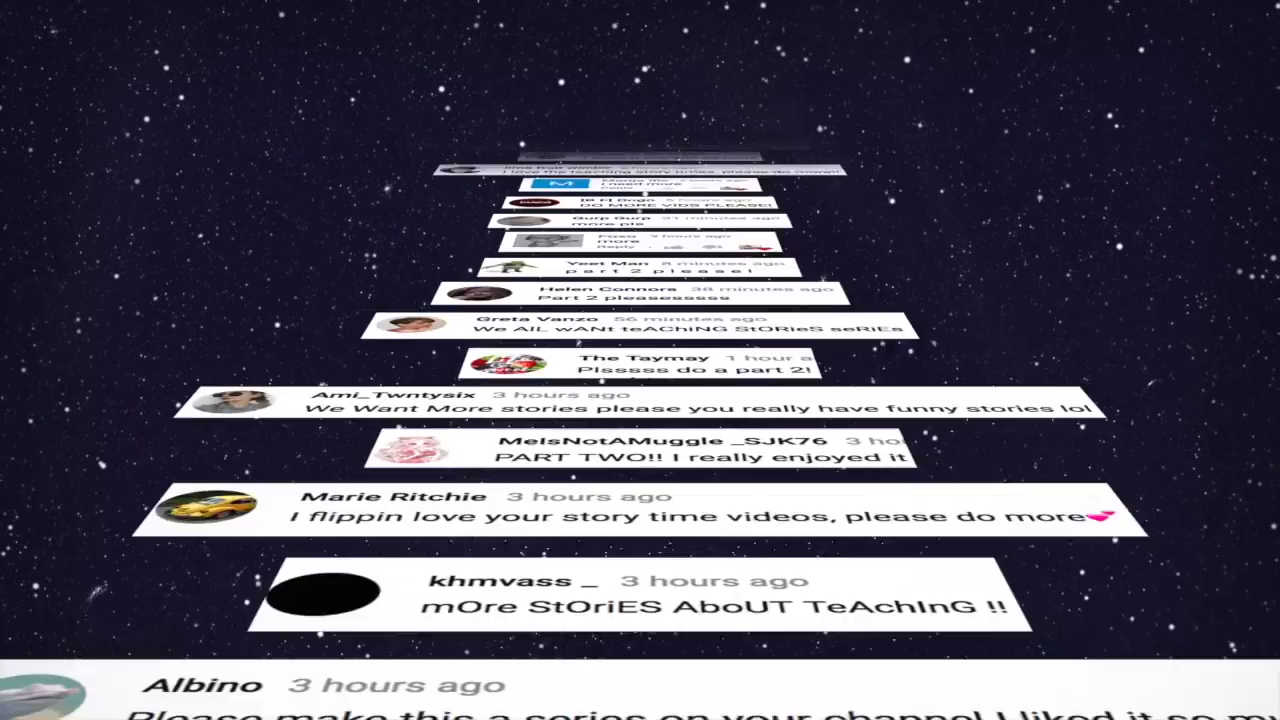 I love the teaching story times, please do more!!
I need more
GO MORE VIDS PLEASE!
Gurp Gurp 31 minutes ago
more pls
Foxo 9 hours ago
more
Reply
Yeet Man 8 minutes ago
part 2 please!
Helen Connors 38 minutes ago
Part 2 pleasesssss
Greta Vanzo 56 minutes ago
We AlL wANt teAChiNG StORieS seRiEs
The Taymay 1 hour a
Plsssss do a part 2!
Ami_Twntysix 3 hours ago
We Want More stories please you really have funny stories lol
MeIsNotAMuggle _SJK76 3 ho
PART TWO!! I really enjoyed it
Marie Ritchie 3 hours ago
I flippin love your story time videos, please do more💕
khmvass _ 3 hours ago
mOre StOriES AboUT TeAchInG !!
Albino 3 hours ago
Please make this a series on your channel I liked it so m